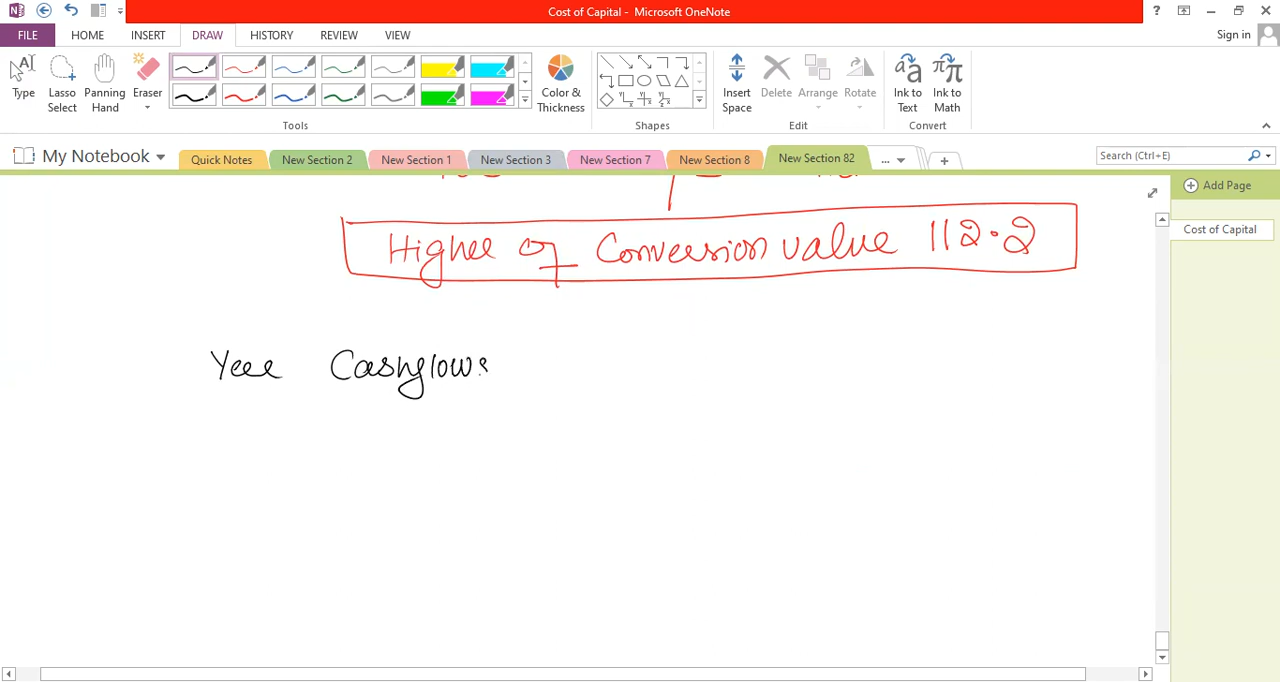 Cost of Capital - Microsoft OneNote
?
FILE HOME INSERT DRAW HISTORY REVIEW VIEW
Sign in
Type Lasso Select Panning Hand Eraser Color & Thickness Insert Space Delete Arrange Rotate Ink to Text Ink to Math
Tools Shapes Edit Convert
My Notebook Quick Notes New Section 2 New Section 1 New Section 3 New Section 7 New Section 8 New Section 82 ... + Search (Ctrl+E)
Add Page
Cost of Capital
Higher of Conversion value 112.2
Year Cashflows